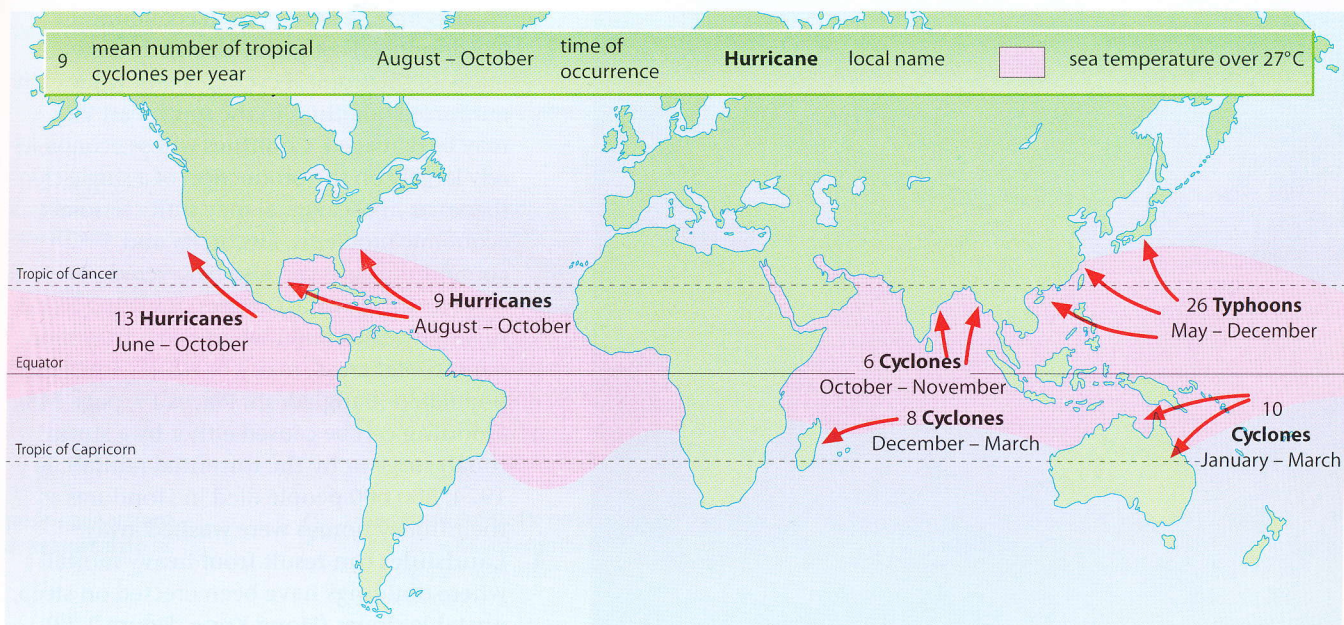 9
mean number of tropical
cyclones per year
August – October
time of
occurrence
Hurricane
local name
sea temperature over 27°C
Tropic of Cancer
13 Hurricanes
June – October
9 Hurricanes
August – October
26 Typhoons
May – December
Equator
6 Cyclones
October – November
8 Cyclones
December – March
10
Cyclones
January – March
Tropic of Capricorn